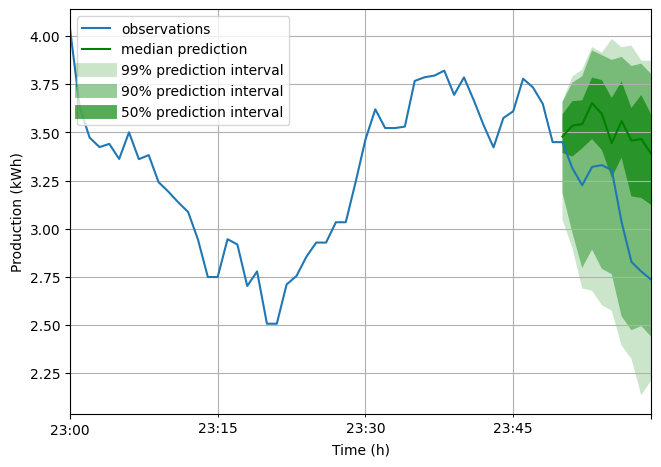 4.00
3.75
3.50
3.25
3.00
2.75
2.50
2.25
Production (kWh)
observations
median prediction
99% prediction interval
90% prediction interval
50% prediction interval
23:00
23:15
23:30
23:45
Time (h)